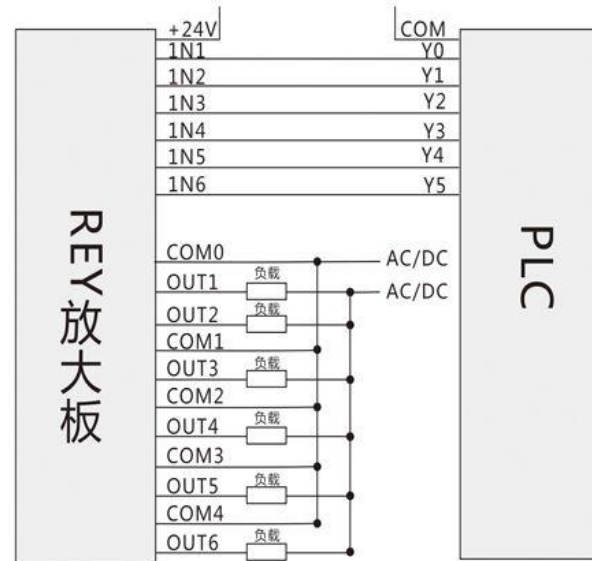 +24V
COM
1N1
Y0
1N2
Y1
1N3
Y2
1N4
Y3
1N5
Y4
1N6
Y5
REY放大板
PLC
COM0
AC/DC
OUT1
负载
AC/DC
OUT2
负载
COM1
OUT3
负载
COM2
OUT4
负载
COM3
OUT5
负载
COM4
OUT6
负载